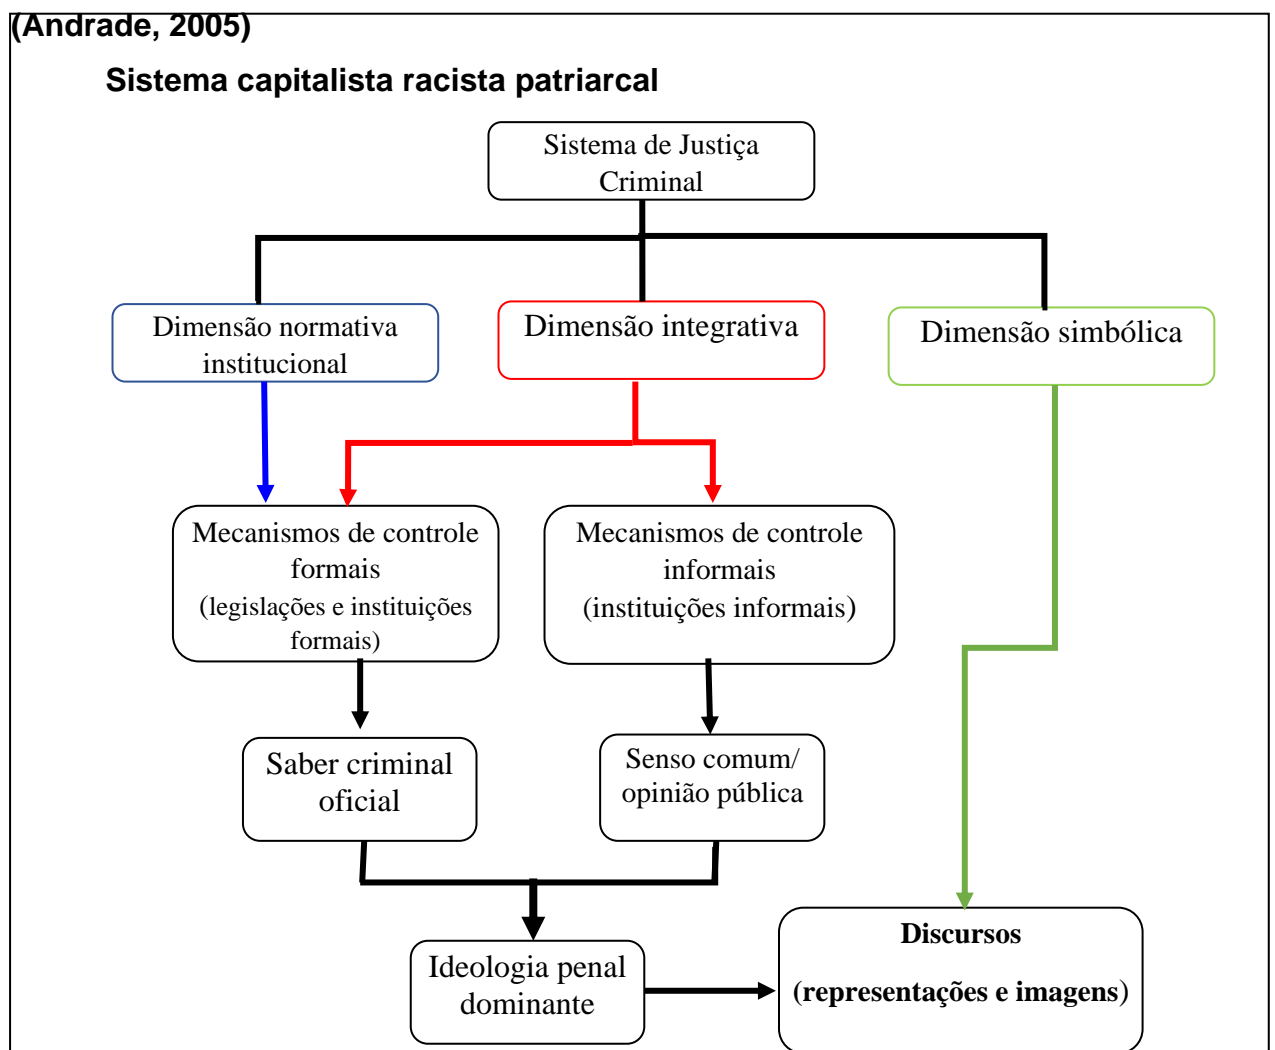 (Andrade, 2005)
Sistema capitalista racista patriarcal
Sistema de Justiça
Criminal
Dimensão normativa
institucional
Dimensão integrativa
Dimensão simbólica
Mecanismos de controle
formais
(legislações e instituições
formais)
Mecanismos de controle
informais
(instituições informais)
Saber criminal
oficial
Senso comum/
opinião pública
Ideologia penal
dominante
Discursos
(representações e imagens)